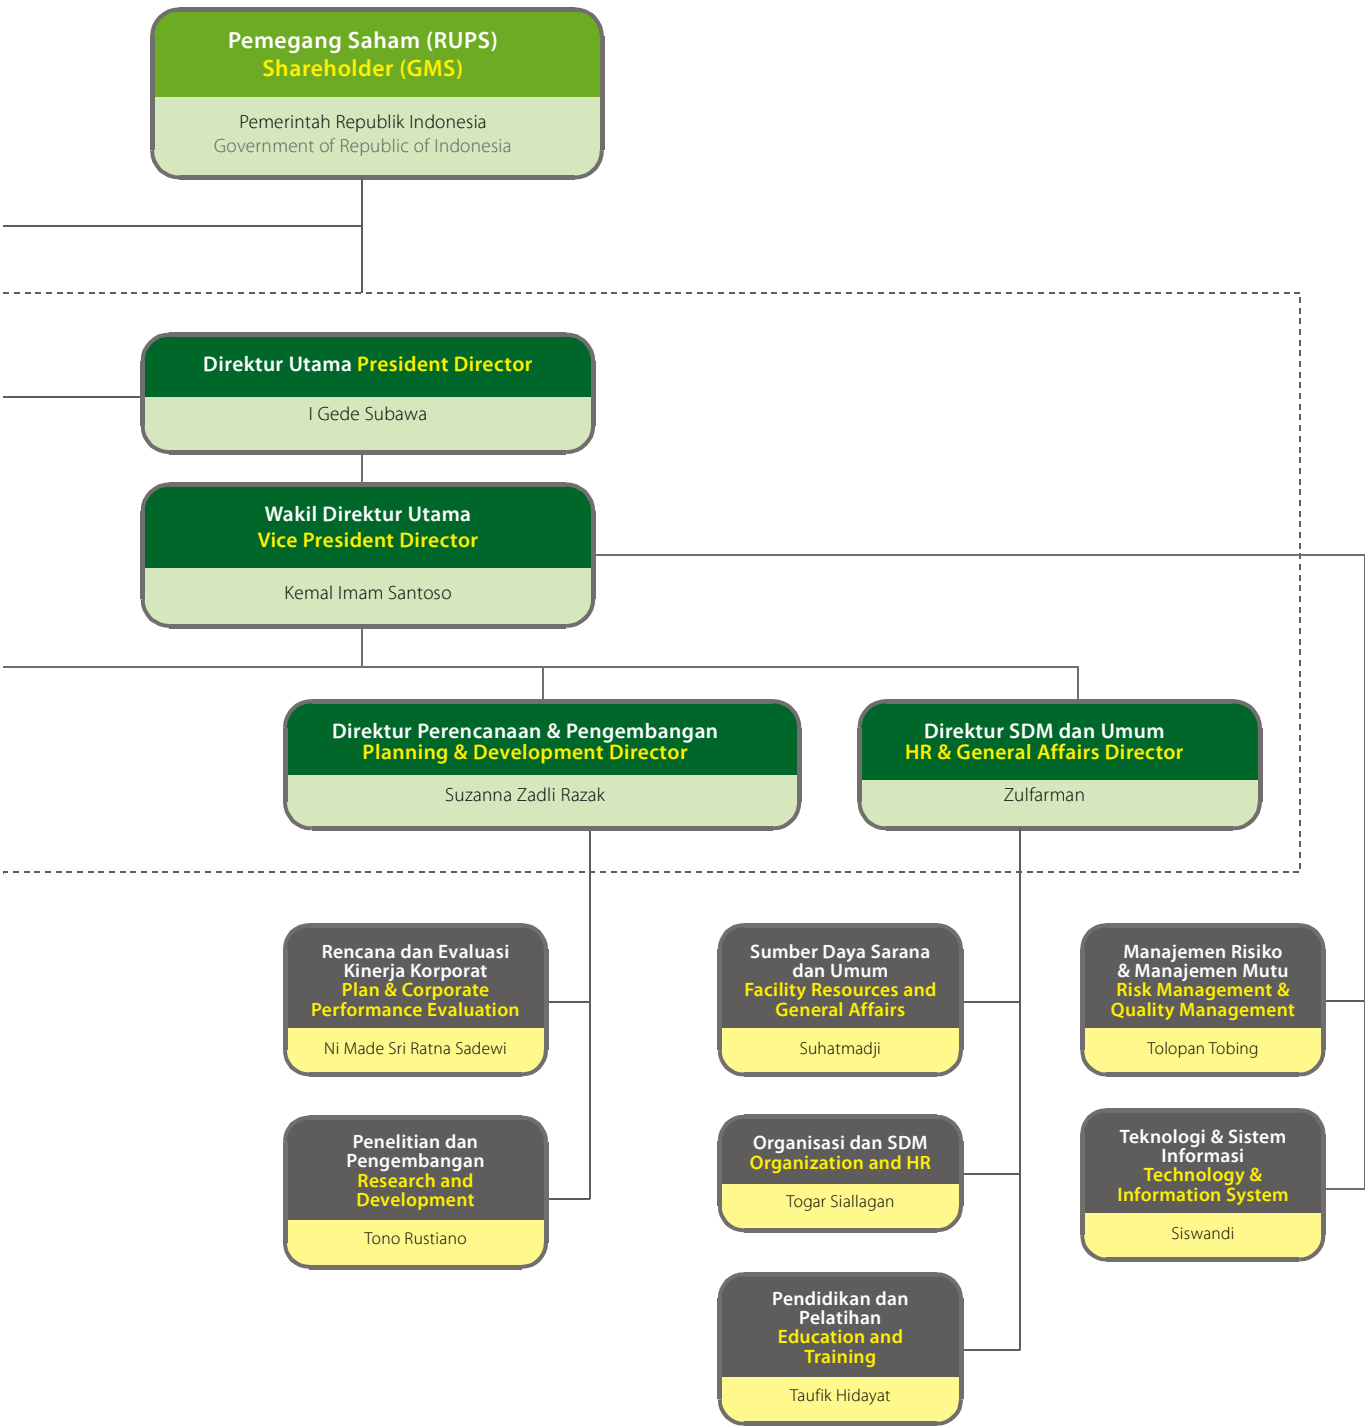 Pemegang Saham (RUPS)
Shareholder (GMS)
Pemerintah Republik Indonesia
Government of Republic of Indonesia
Direktur Utama President Director
I Gede Subawa
Wakil Direktur Utama
Vice President Director
Kemal Imam Santoso
Direktur Perencanaan & Pengembangan
Planning & Development Director
Suzanna Zadli Razak
Direktur SDM dan Umum
HR & General Affairs Director
Zulfarman
Rencana dan Evaluasi
Kinerja Korporat
Plan & Corporate
Performance Evaluation
Ni Made Sri Ratna Sadewi
Sumber Daya Sarana
dan Umum
Facility Resources and
General Affairs
Suhatmadji
Manajemen Risiko
& Manajemen Mutu
Risk Management &
Quality Management
Tolopan Tobing
Penelitian dan
Pengembangan
Research and
Development
Tono Rustiano
Organisasi dan SDM
Organization and HR
Togar Siallagan
Teknologi & Sistem
Informasi
Technology &
Information System
Siswandi
Pendidikan dan
Pelatihan
Education and
Training
Taufik Hidayat